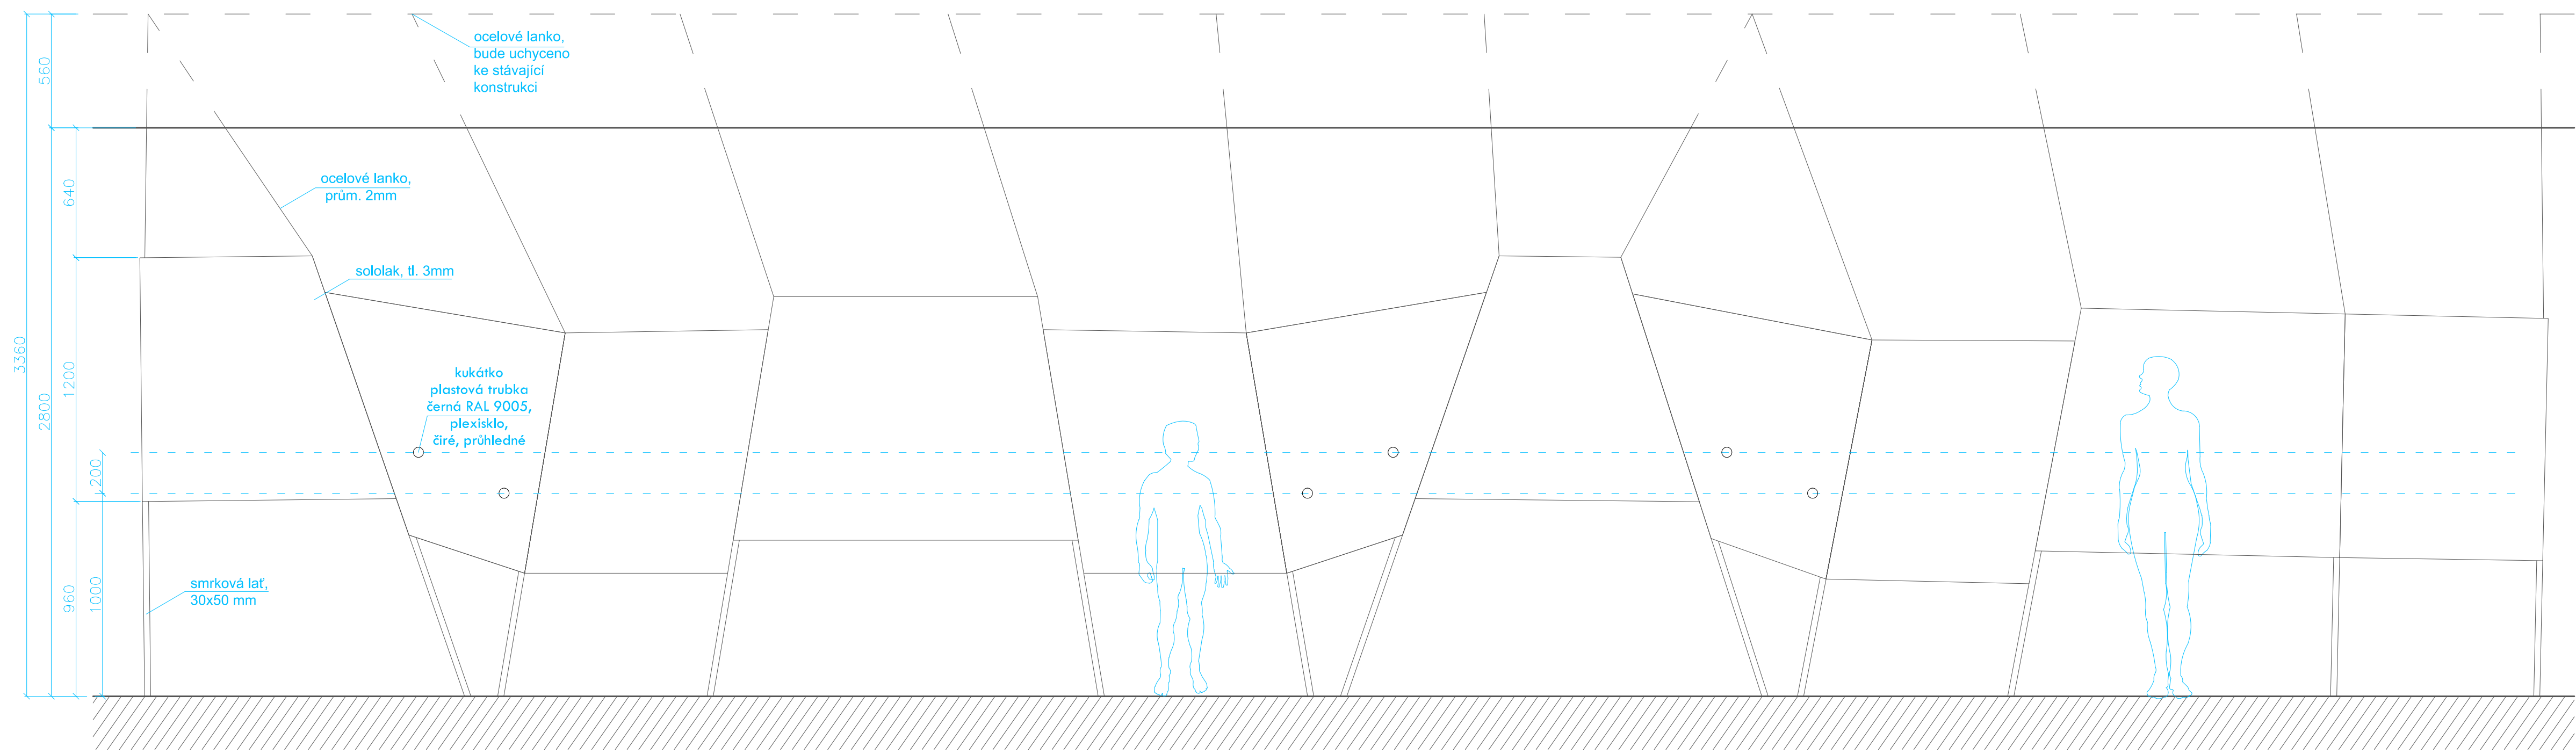 ocelové lanko,
bude uchyceno
ke stávající
konstrukci
ocelové lanko,
prům. 2mm
sololak, tl. 3mm
kukátko
plastová trubka
černá RAL 9005,
plexisklo,
čiré, průhledné
smrková lať,
30x50 mm
3360
560
2800
640
1200
960
200
1000